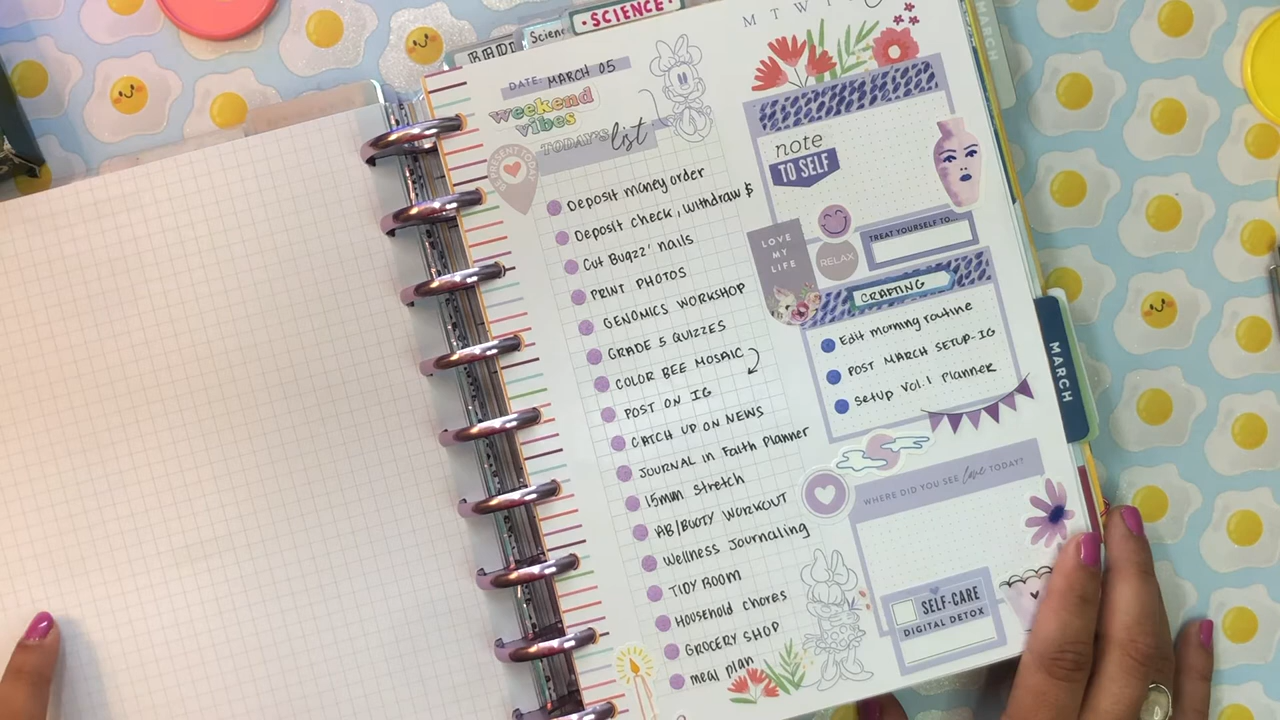 SCIENCE
Science
DATE: MARCH 05
weekend
vibes
TODAY'S list
Deposit money order
Deposit check, withdraw $
Cut Bugzz' nails
PRINT PHOTOS
GENOMICS WORKSHOP
GRADE 5 QUIZZES
COLOR BEE MOSAIC
POST ON IG
CATCH UP ON NEWS
JOURNAL in Faith Planner
15mm Stretch
AB/BOOTY WORKOUT
Wellness Journaling
TIDY ROOM
Household chores
GROCERY SHOP
meal plan
M T W T
note
TO SELF
TREAT YOURSELF TO...
LOVE
MY
LIFE
RELAX
CRAFTING
Edit morning routine
POST MARCH SETUP-IG
Setup Vol. 1 Planner
WHERE DID YOU SEE love TODAY?
SELF-CARE
DIGITAL DETOX
MARCH
MARCH